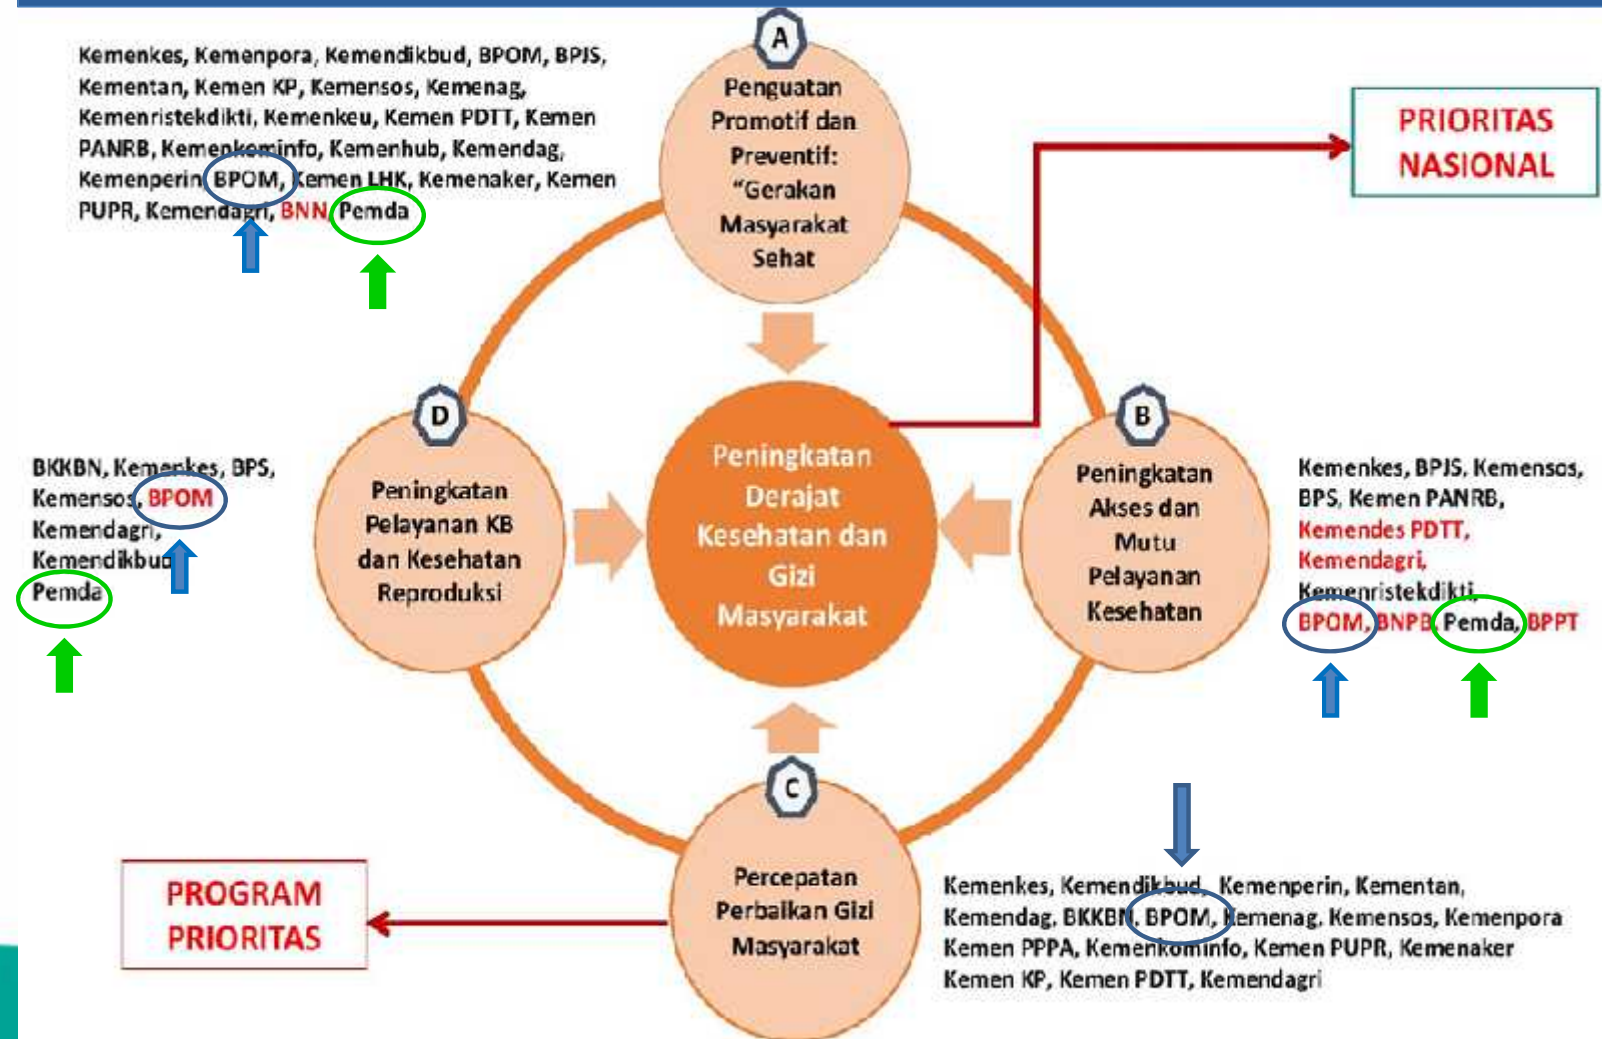 Kemenkes, Kemenpora, Kemendikbud, BPOM, BPJS,
Kementan, Kemen KP, Kemensos, Kemenag,
Kemenristekdikti, Kemenkeu, Kemen PDTT, Kemen
PANRB, Kemenkominfo, Kemenhub, Kemendag,
Kemenperin, BPOM, Kemen LHK, Kemenaker, Kemen
PUPR, Kemendagri, BNN, Pemda
A
Penguatan
Promotif dan
Preventif:
“Gerakan
Masyarakat
Sehat
PRIORITAS
NASIONAL
D
Peningkatan
Pelayanan KB
dan Kesehatan
Reproduksi
BKKBN, Kemenkes, BPS,
Kemensos, BPOM
Kemendagri,
Kemendikbud
Pemda
Peningkatan
Derajat
Kesehatan dan
Gizi
Masyarakat
B
Peningkatan
Akses dan
Mutu
Pelayanan
Kesehatan
Kemenkes, BPJS, Kemensos,
BPS, Kemen PANRB,
Kemendes PDTT,
Kemendagri,
Kemenristekdikti,
BPOM, BNPB, Pemda, BPPT
C
Percepatan
Perbaikan Gizi
Masyarakat
PROGRAM
PRIORITAS
Kemenkes, Kemendikbud, Kemenperin, Kementan,
Kemendag, BKKBN, BPOM, Kemenag, Kemensos, Kemenpora
Kemen PPPA, Kemenkominfo, Kemen PUPR, Kemenaker
Kemen KP, Kemen PDTT, Kemendagri